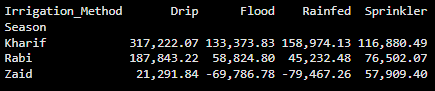 Irrigation_Method Drip Flood Rainfed Sprinkler
Season
Kharif 317,222.07 133,373.83 158,974.13 116,880.49
Rabi 187,843.22 58,824.80 45,232.48 76,502.07
Zaid 21,291.84 -69,786.78 -79,467.26 57,909.40